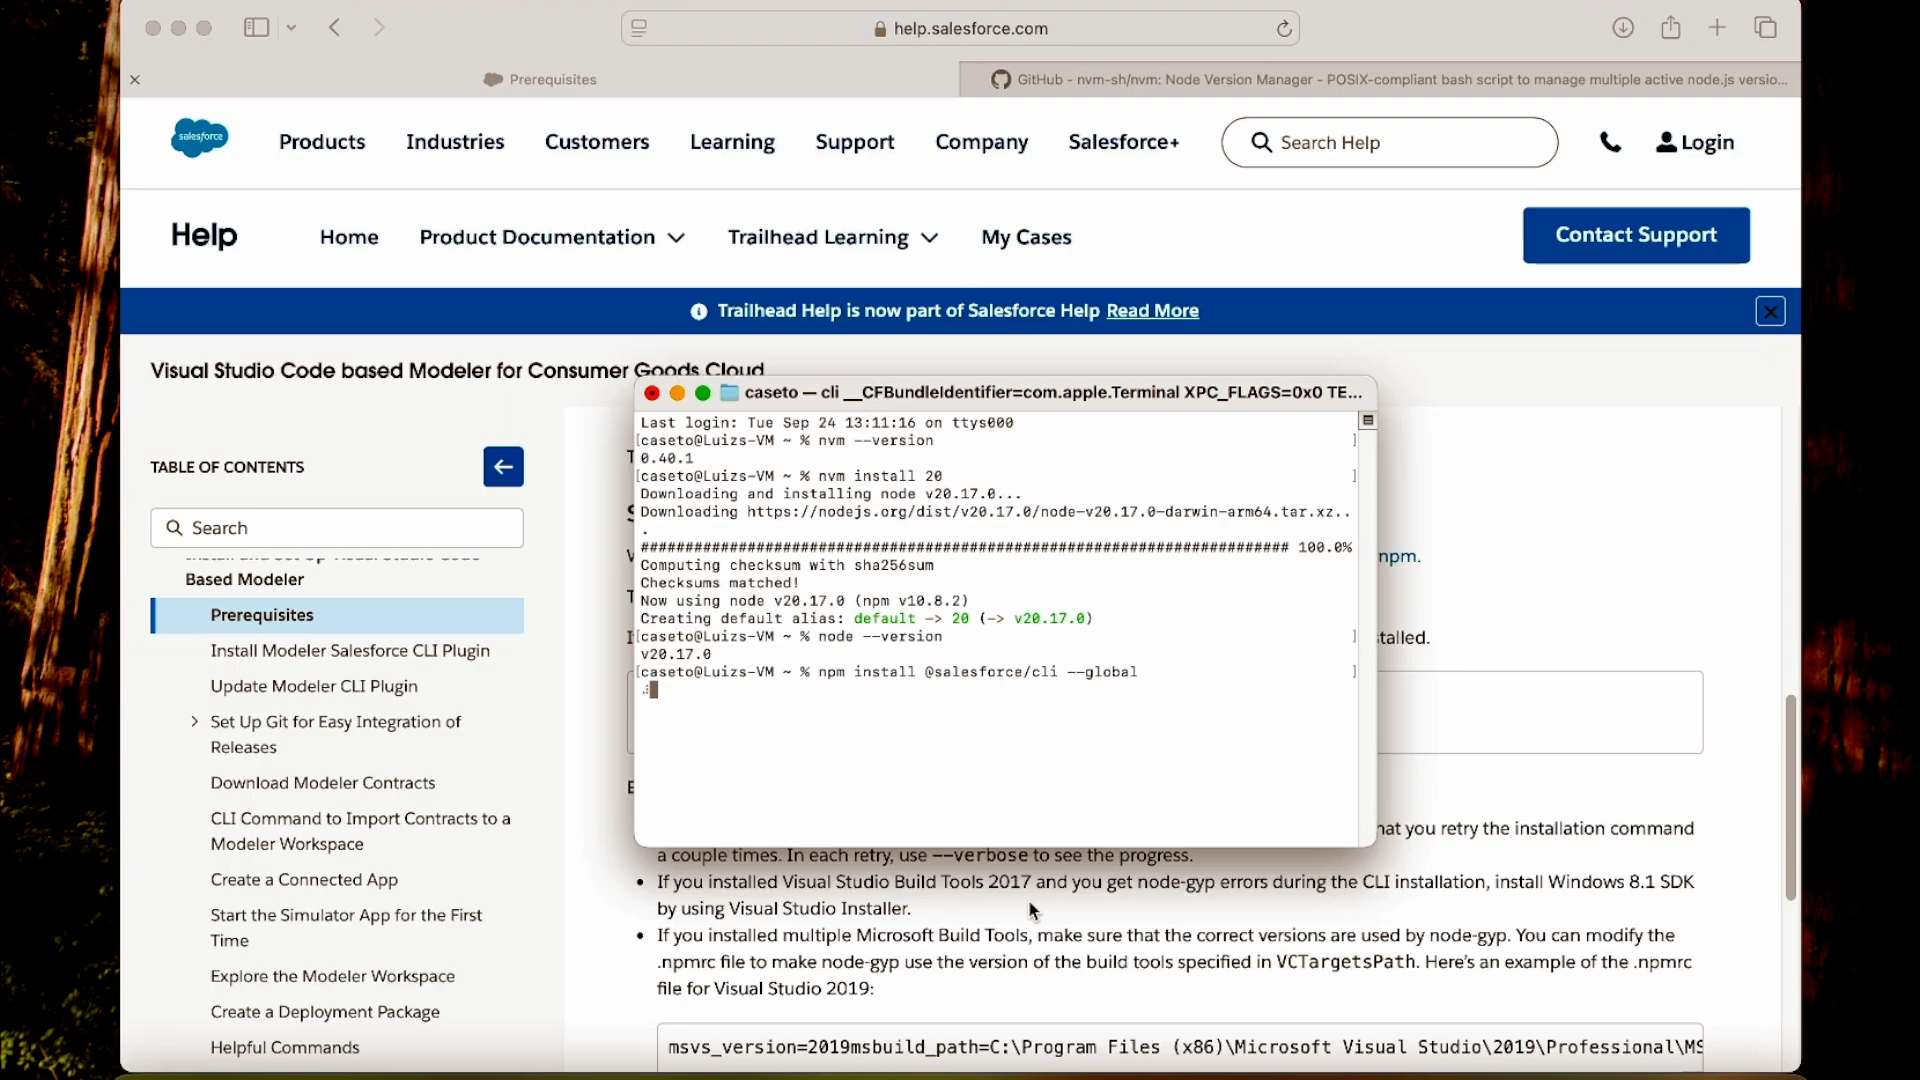 help.salesforce.com
Prerequisites
GitHub - nvm-sh/nvm: Node Version Manager - POSIX-compliant bash script to manage multiple active node.js versio...
salesforce
Products
Industries
Customers
Learning
Support
Company
Salesforce+
Search Help
Login
Help
Home
Product Documentation
Trailhead Learning
My Cases
Contact Support
Trailhead Help is now part of Salesforce Help Read More
Visual Studio Code based Modeler for Consumer Goods Cloud
TABLE OF CONTENTS
Search
Install and Set Up Visual Studio Code
Based Modeler
Prerequisites
Install Modeler Salesforce CLI Plugin
Update Modeler CLI Plugin
Set Up Git for Easy Integration of
Releases
Download Modeler Contracts
CLI Command to Import Contracts to a
Modeler Workspace
Create a Connected App
Start the Simulator App for the First
Time
Explore the Modeler Workspace
Create a Deployment Package
Helpful Commands
caseto — cli __CFBundleIdentifier=com.apple.Terminal XPC_FLAGS=0x0 TE...
Last login: Tue Sep 24 13:11:16 on ttys000
[caseto@Luizs-VM ~ % nvm --version ]
0.40.1
[caseto@Luizs-VM ~ % nvm install 20 ]
Downloading and installing node v20.17.0...
Downloading https://nodejs.org/dist/v20.17.0/node-v20.17.0-darwin-arm64.tar.xz..
.
######################################################################### 100.0%
Computing checksum with sha256sum
Checksums matched!
Now using node v20.17.0 (npm v10.8.2)
Creating default alias: default -> 20 (-> v20.17.0)
[caseto@Luizs-VM ~ % node --version ]
v20.17.0
[caseto@Luizs-VM ~ % npm install @salesforce/cli --global ]
npm.
talled.
hat you retry the installation command
a couple times. In each retry, use --verbose to see the progress.
• If you installed Visual Studio Build Tools 2017 and you get node-gyp errors during the CLI installation, install Windows 8.1 SDK
by using Visual Studio Installer.
• If you installed multiple Microsoft Build Tools, make sure that the correct versions are used by node-gyp. You can modify the
.npmrc file to make node-gyp use the version of the build tools specified in VCTargetsPath. Here's an example of the .npmrc
file for Visual Studio 2019:
msvs_version=2019msbuild_path=C:\Program Files (x86)\Microsoft Visual Studio\2019\Professional\MS